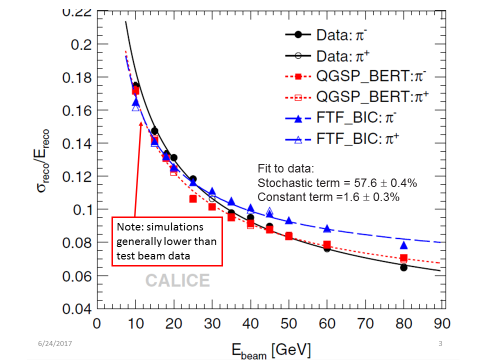 0.22
0.2
0.18
0.16
0.14
0.12
0.1
0.08
0.06
0.04
σreco/Ereco
Data: π-
Data: π+
QGSP_BERT:π-
QGSP_BERT:π+
FTF_BIC: π-
FTF_BIC: π+
Fit to data:
Stochastic term = 57.6 ± 0.4%
Constant term =1.6 ± 0.3%
Note: simulations
generally lower than
test beam data
CALICE
0 10 20 30 40 50 60 70 80 90
Ebeam [GeV]
6/24/2017
3